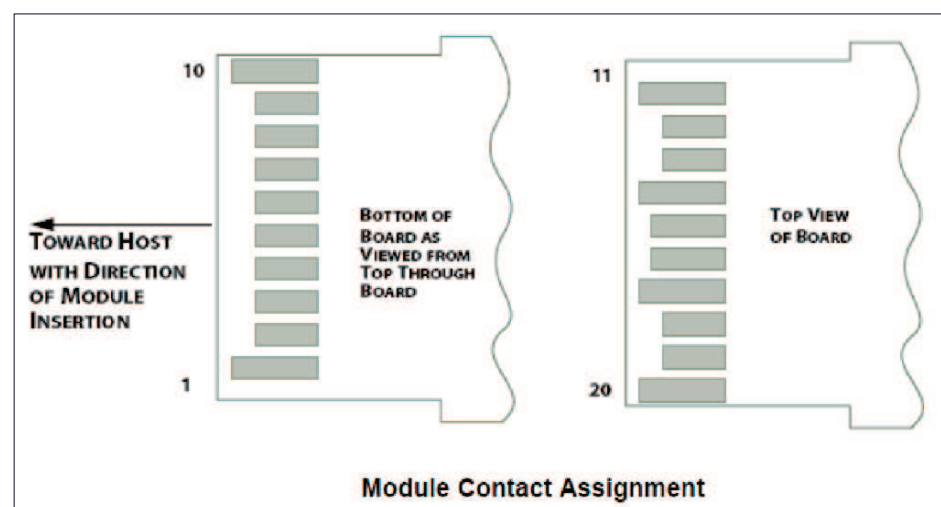 10
1
TOWARD HOST
WITH DIRECTION
OF MODULE
INSERTION
BOTTOM OF
BOARD AS
VIEWED FROM
TOP THROUGH
BOARD
11
20
TOP VIEW
OF BOARD
Module Contact Assignment